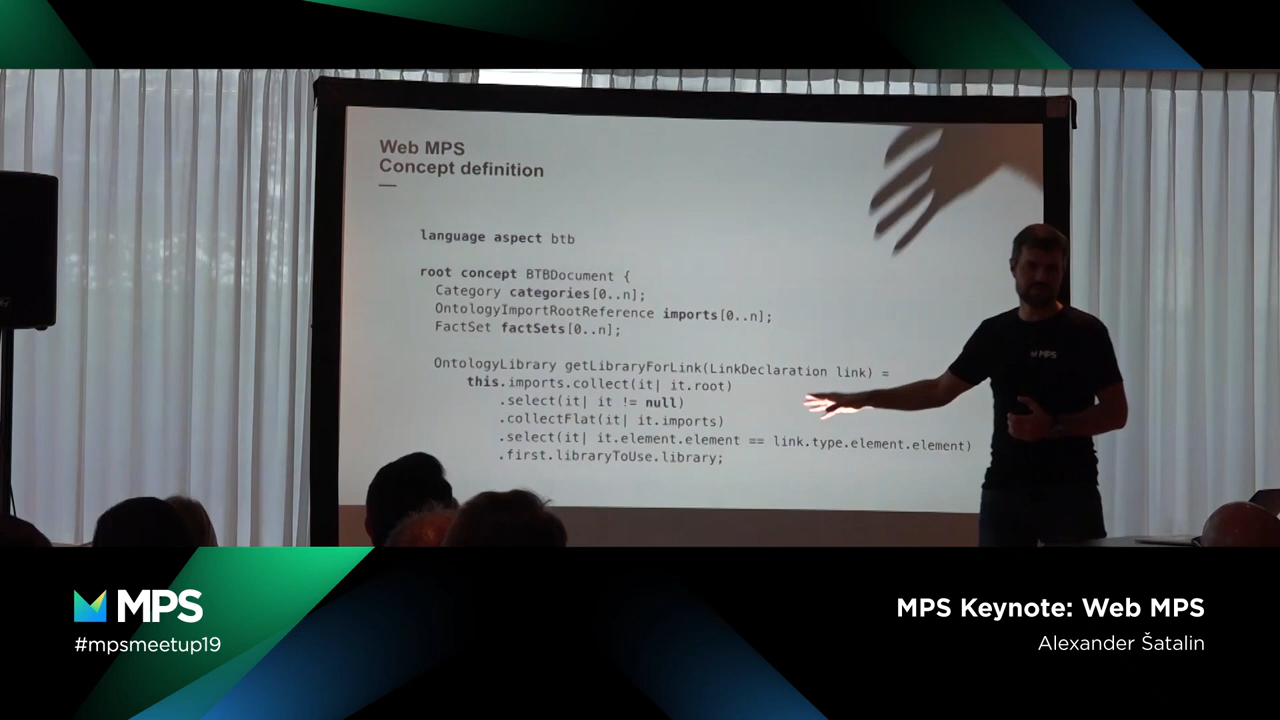 Web MPS
Concept definition
language aspect btb
root concept BTBDocument {
Category categories[0..n];
OntologyImportRootReference imports[0..n];
FactSet factSets[0..n];
OntologyLibrary getLibraryForLink(LinkDeclaration link) =
this.imports.collect(it| it.root)
.select(it| it != null)
.collectFlat(it| it.imports)
.select(it| it.element.element == link.type.element.element)
.first.libraryToUse.library;
MPS
MPS
#mpsmeetup19
MPS Keynote: Web MPS
Alexander Šatalin